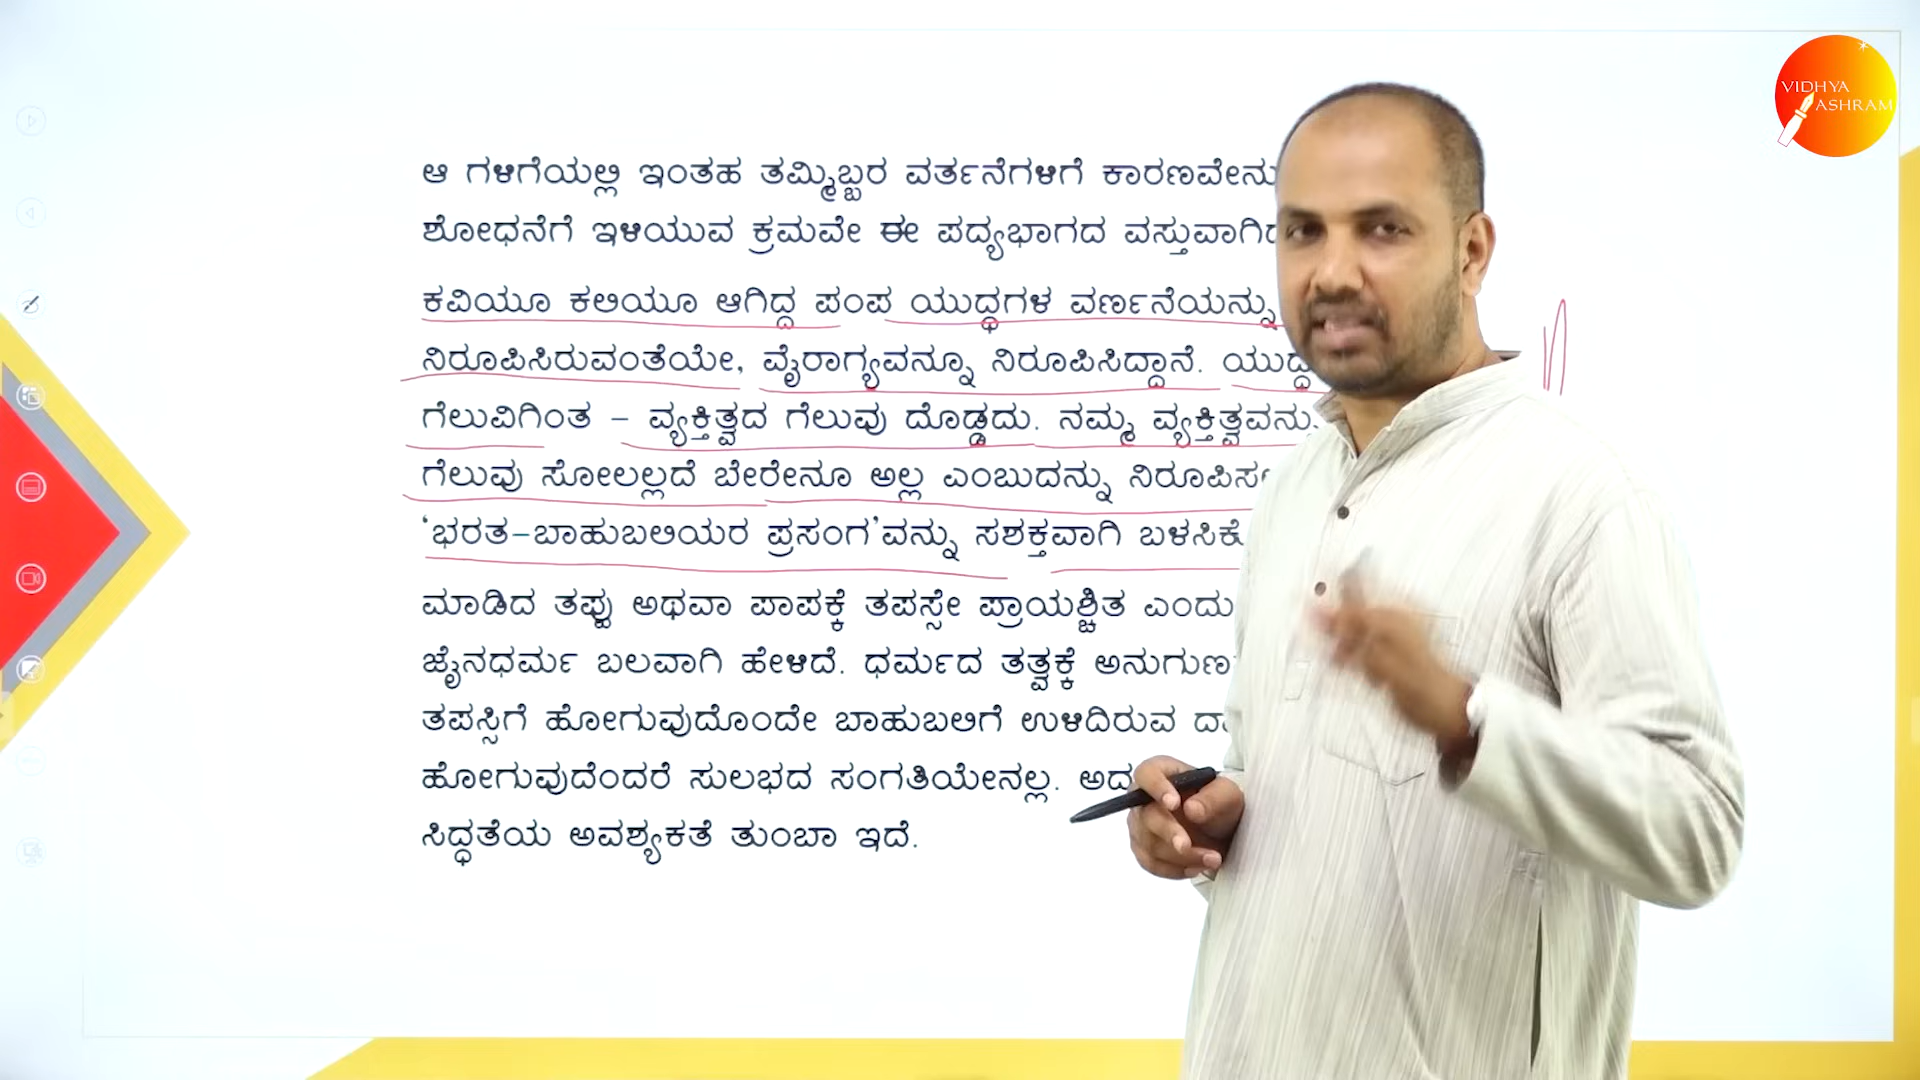 VIDHYA
ASHRAM
ಆ ಗಳಿಗೆಯಲ್ಲಿ ಇಂತಹ ತಮ್ಮಿಬ್ಬರ ವರ್ತನೆಗಳಿಗೆ ಕಾರಣವೇನು
ಶೋಧನೆಗೆ ಇಳಿಯುವ ಕ್ರಮವೇ ಈ ಪದ್ಯಭಾಗದ
ಕವಿಯೂ ಕಲಿಯೂ ಆಗಿದ್ದ ಪಂಪ ಯುದ್ಧಗಳ ವರ್ಣನೆಯನ್ನು
ನಿರೂಪಿಸಿರುವಂತೆಯೇ, ವೈರಾಗ್ಯವನ್ನೂ ನಿರೂಪಿಸಿದ್ದಾನೆ.
ಗೆಲುವಿಗಿಂತ – ವ್ಯಕ್ತಿತ್ವದ ಗೆಲುವು ದೊಡ್ಡದು. ನಮ್ಮ ವ್ಯಕ್ತಿತ್ವವನ್ನು
ಗೆಲುವು ಸೋಲಲ್ಲದೆ ಬೇರೇನೂ ಅಲ್ಲ ಎಂಬುದನ್ನು
‘ಭರತ–ಬಾಹುಬಲಿಯರ ಪ್ರಸಂಗ’ವನ್ನು ಸಶಕ್ತವಾಗಿ
ಮಾಡಿದ ತಪ್ಪು ಅಥವಾ ಪಾಪಕ್ಕೆ ತಪಸ್ಸೇ ಪ್ರಾಯಶ್ಚಿತ ಎಂದು
ಜೈನಧರ್ಮ ಬಲವಾಗಿ ಹೇಳಿದೆ. ಧರ್ಮದ ತತ್ವಕ್ಕೆ
ತಪಸ್ಸಿಗೆ ಹೋಗುವುದೊಂದೇ ಬಾಹುಬಲಿಗೆ ಉಳಿದಿರುವ
ಹೋಗುವುದೆಂದರೆ ಸುಲಭದ ಸಂಗತಿಯೇನಲ್ಲ.
ಸಿದ್ಧತೆಯ ಅವಶ್ಯಕತೆ ತುಂಬಾ ಇದೆ.